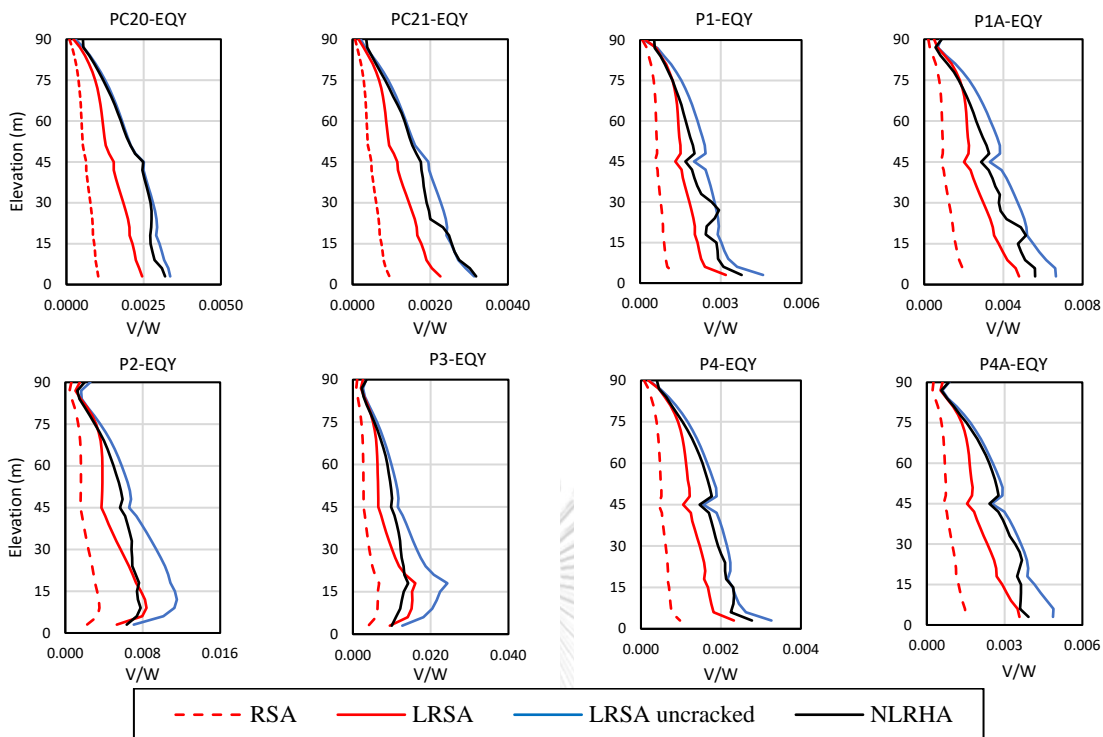 PC20-EQY PC21-EQY P1-EQY P1A-EQY
Elevation (m)
90 90 90 90
75 75 75 75
60 60 60 60
45 45 45 45
30 30 30 30
15 15 15 15
0 0 0 0
0.0000 0.0025 0.0050 0.0000 0.0020 0.0040 0.000 0.003 0.006 0.000 0.004 0.008
V/W V/W V/W V/W
P2-EQY P3-EQY P4-EQY P4A-EQY
Elevation (m)
90 90 90 90
75 75 75 75
60 60 60 60
45 45 45 45
30 30 30 30
15 15 15 15
0 0 0 0
0.000 0.008 0.016 0.000 0.020 0.040 0.000 0.002 0.004 0.000 0.003 0.006
V/W V/W V/W V/W
RSA LRSA LRSA uncracked NLRHA